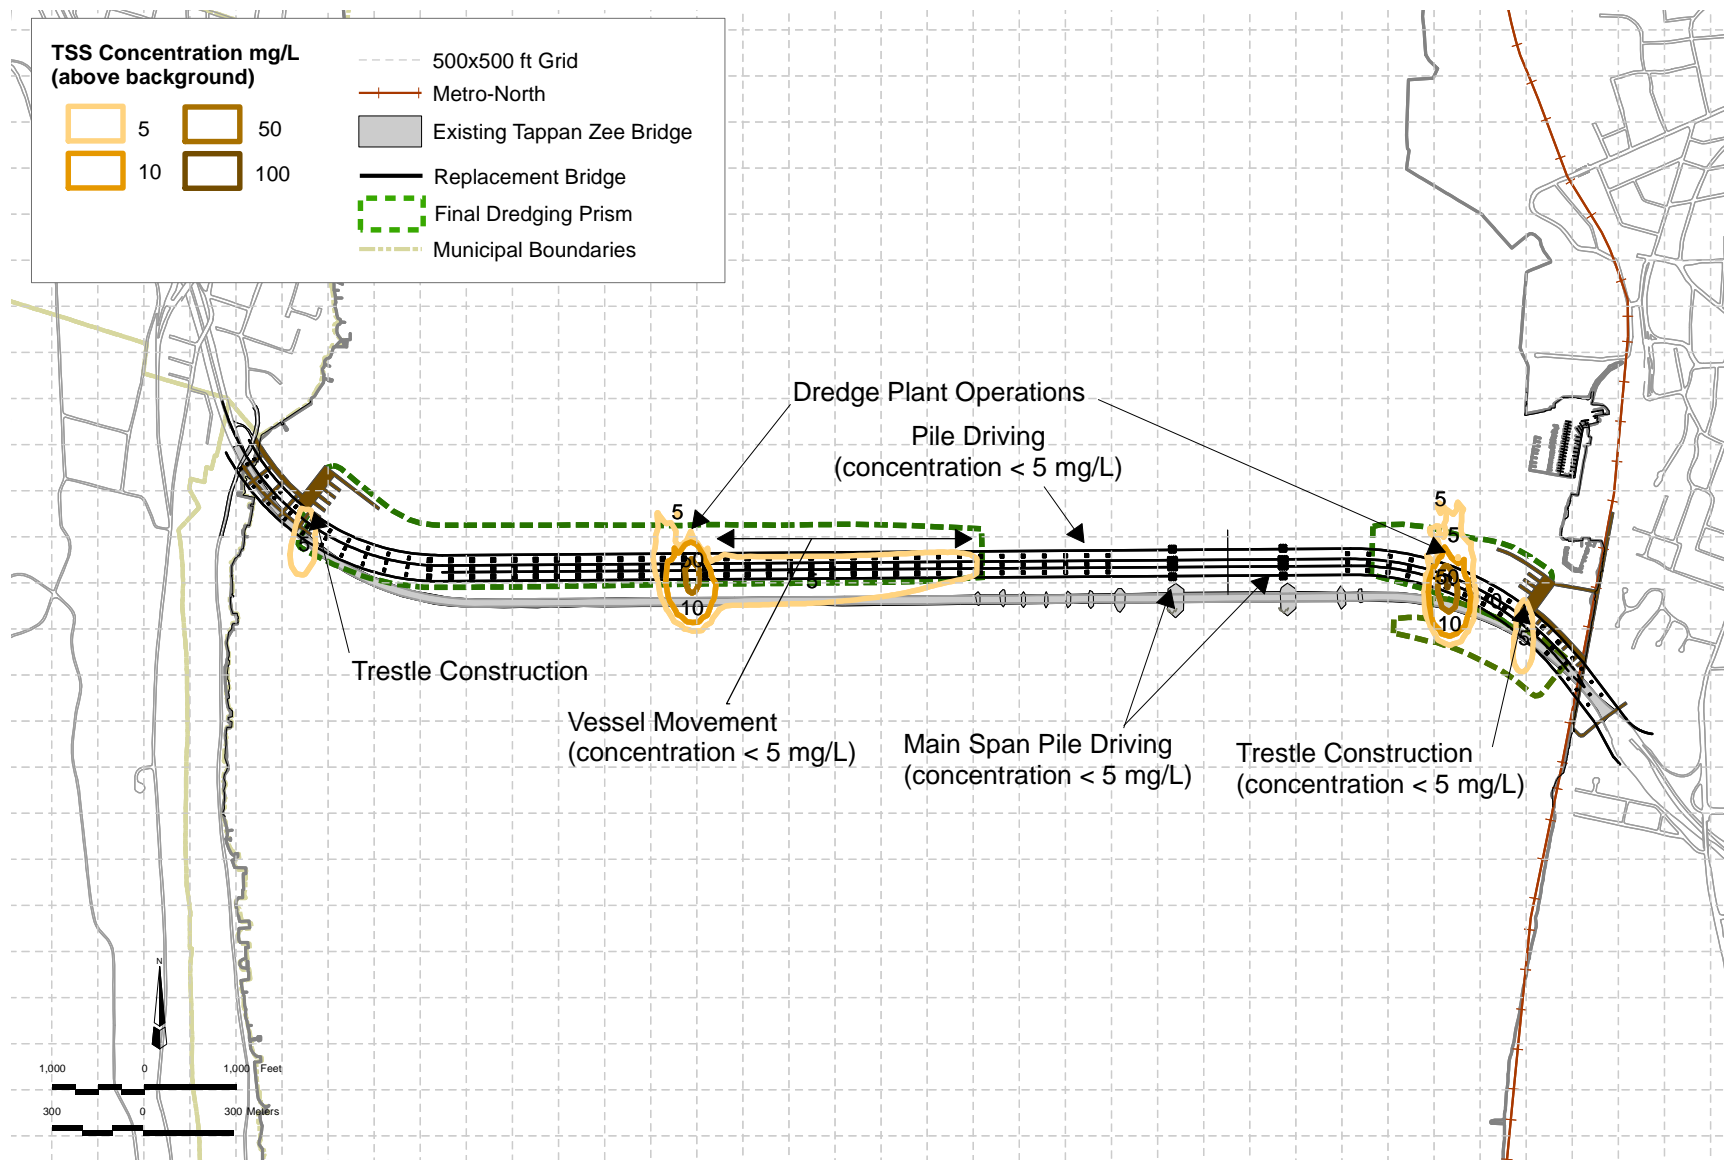 TSS Concentration mg/L
(above background)
5
50
10
100
500x500 ft Grid
Metro-North
Existing Tappan Zee Bridge
Replacement Bridge
Final Dredging Prism
Municipal Boundaries
Dredge Plant Operations
Pile Driving
(concentration < 5 mg/L)
5
5
5
5
50
5
10
50
10
5
Trestle Construction
Vessel Movement
(concentration < 5 mg/L)
Main Span Pile Driving
(concentration < 5 mg/L)
Trestle Construction
(concentration < 5 mg/L)
N
1,000 0 1,000 Feet
300 0 300 Meters